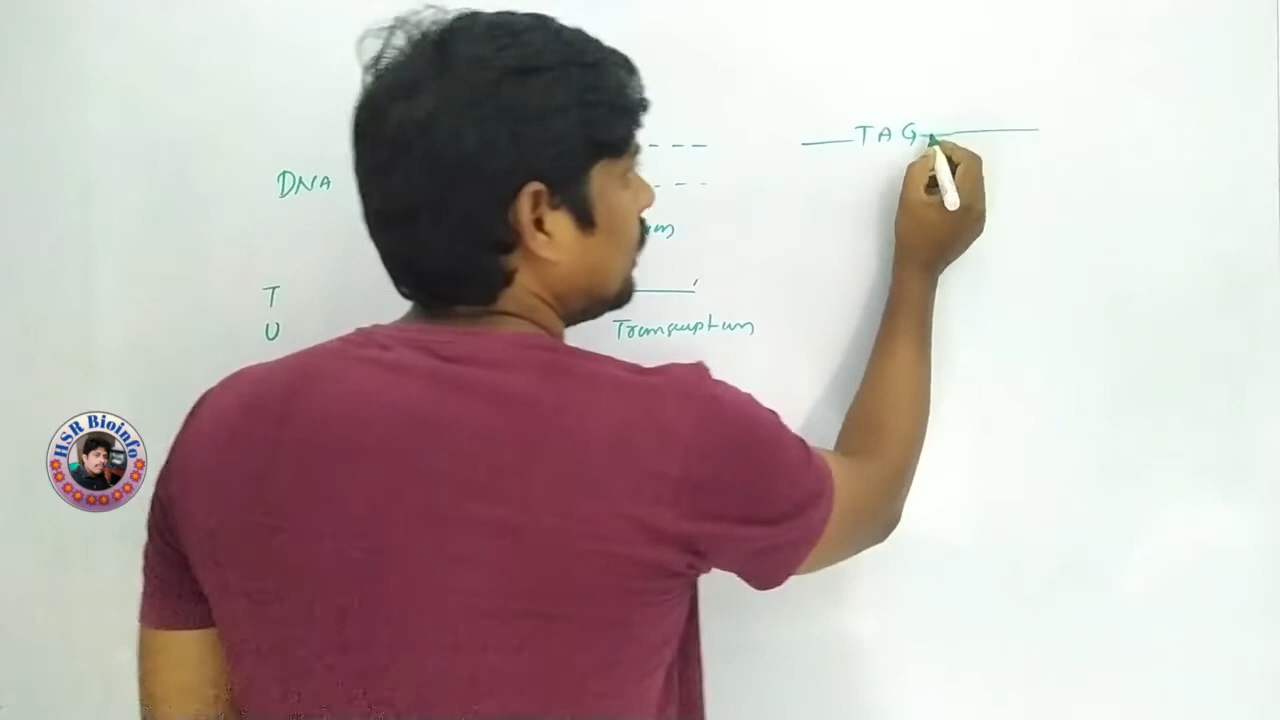 TAG
DNA
T
U
Transcription
HSR Bioinfo